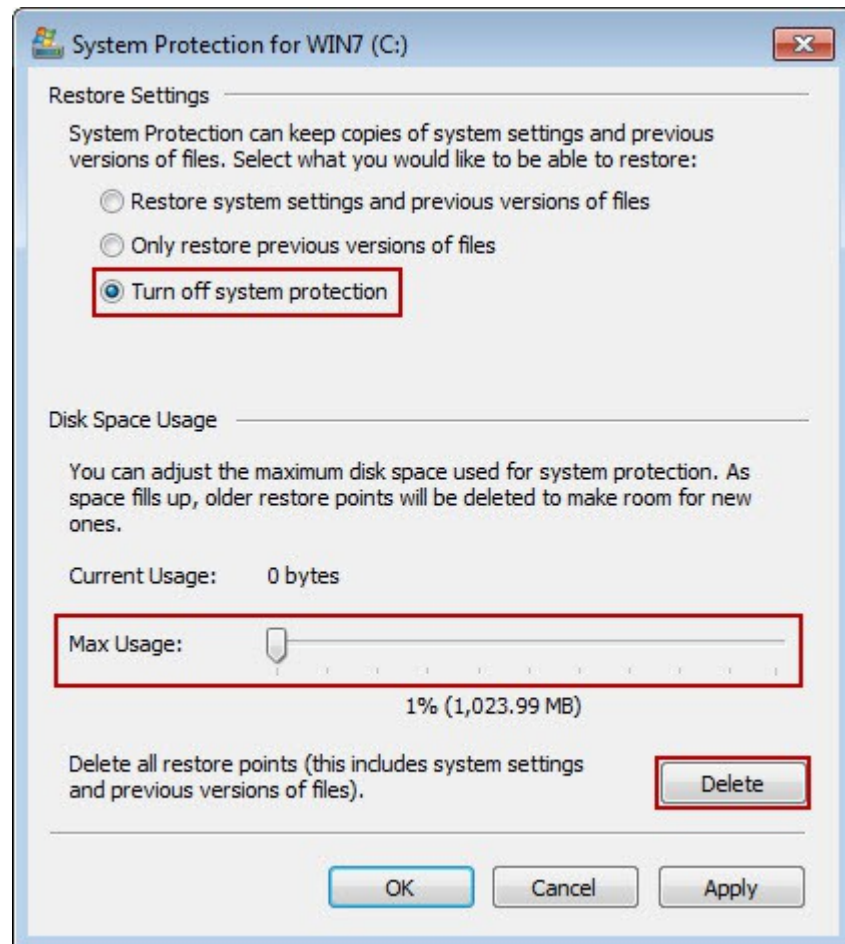 System Protection for WIN7 (C:)
Restore Settings
System Protection can keep copies of system settings and previous
versions of files. Select what you would like to be able to restore:
Restore system settings and previous versions of files
Only restore previous versions of files
Turn off system protection
Disk Space Usage
You can adjust the maximum disk space used for system protection. As
space fills up, older restore points will be deleted to make room for new
ones.
Current Usage: 0 bytes
Max Usage:
1% (1,023.99 MB)
Delete all restore points (this includes system settings
and previous versions of files).
Delete
OK Cancel Apply